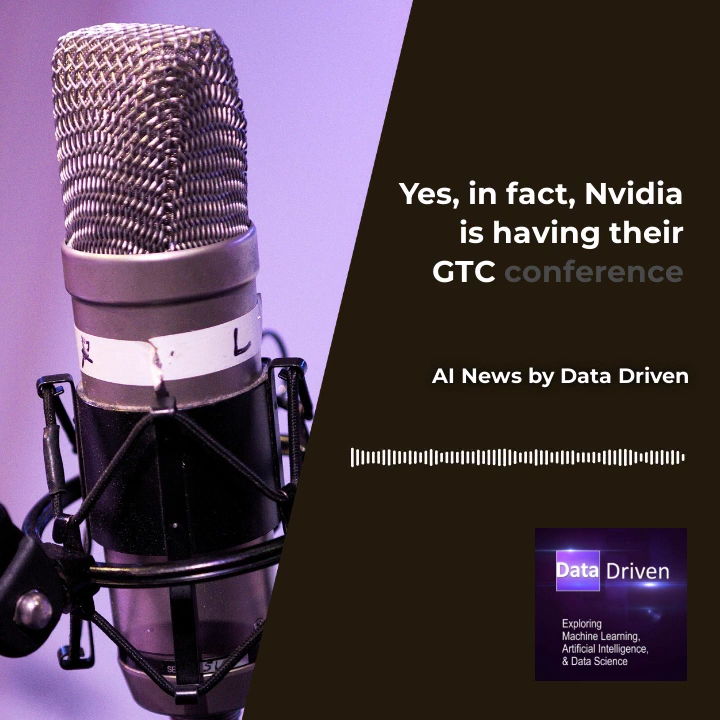 Yes, in fact, Nvidia
is having their
GTC conference
AI News by Data Driven
L
Data Driven
Exploring
Machine Learning,
Artificial Intelligence,
& Data Science